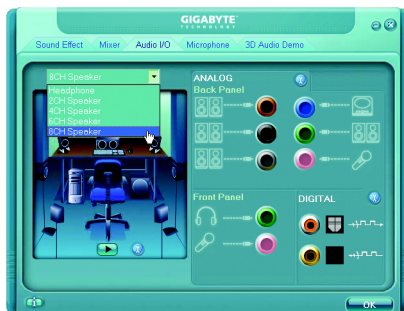 GIGABYTE
TECHNOLOGY
Sound Effect Mixer Audio I/O Microphone 3D Audio Demo
8CH Speaker
Headphone
2CH Speaker
4CH Speaker
6CH Speaker
8CH Speaker
ANALOG
Back Panel
Front Panel
DIGITAL
OK